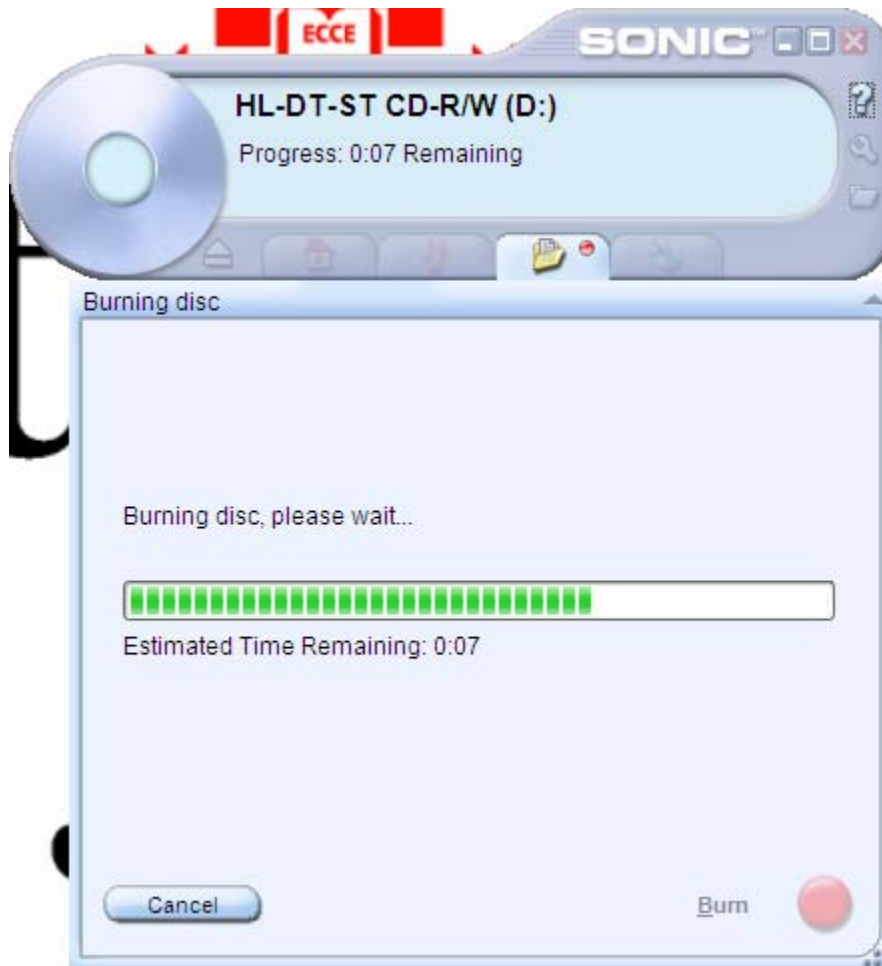 ECCE
SONIC™
HL-DT-ST CD-R/W (D:)
Progress: 0:07 Remaining
Burning disc
Burning disc, please wait...
Estimated Time Remaining: 0:07
Cancel
Burn